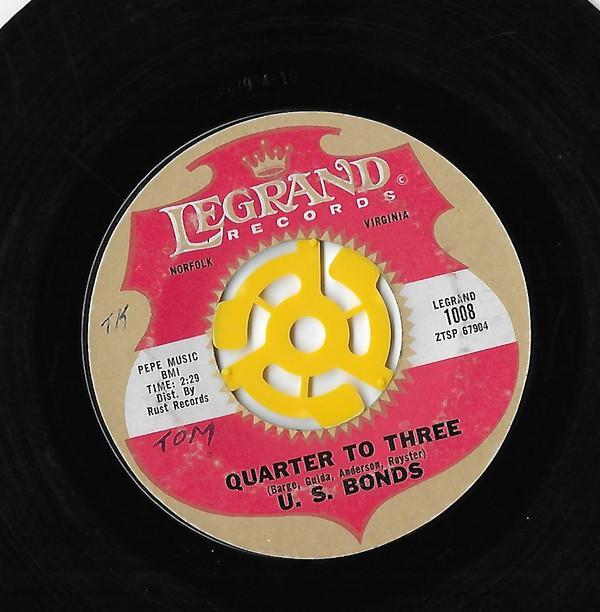 LEGRAND ©
RECORDS
NORFOLK
VIRGINIA
LEGRAND
1008
ZTSP 67904
TK
PEPE MUSIC
BMI
TIME: 2:29
Dist. By
Rust Records
TOM
QUARTER TO THREE
(Barge, Guida, Anderson, Royster)
U. S. BONDS